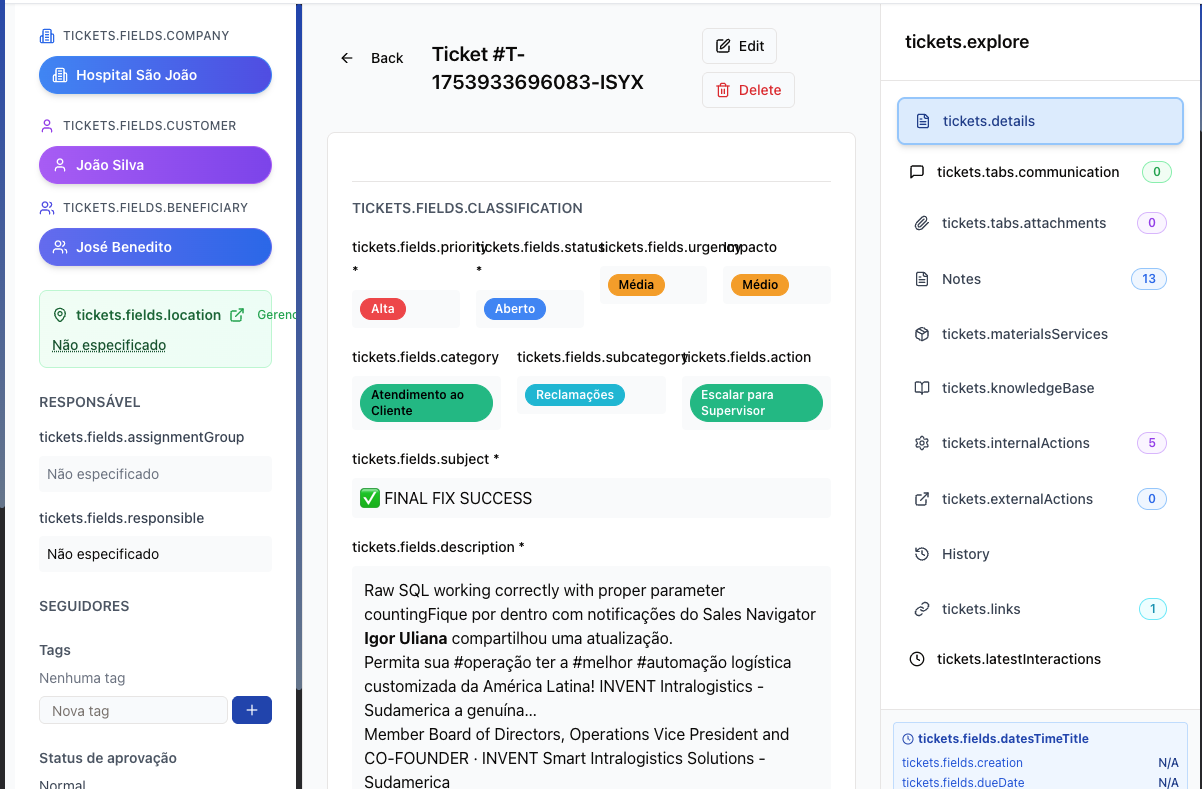 TICKETS.FIELDS.COMPANY
Hospital São João
TICKETS.FIELDS.CUSTOMER
João Silva
TICKETS.FIELDS.BENEFICIARY
José Benedito
tickets.fields.location
Gerenc
Não especificado
RESPONSÁVEL
tickets.fields.assignmentGroup
Não especificado
tickets.fields.responsible
Não especificado
SEGUIDORES
Tags
Nenhuma tag
Nova tag
+
Status de aprovação
Normal
Back
Ticket #T-
1753933696083-ISYX
Edit
Delete
TICKETS.FIELDS.CLASSIFICATION
tickets.fields.priority *
Alta
tickets.fields.status *
Aberto
tickets.fields.urgency
Média
Impacto
Médio
tickets.fields.category
Atendimento ao
Cliente
tickets.fields.subcategory
Reclamações
tickets.fields.action
Escalar para
Supervisor
tickets.fields.subject *
✅ FINAL FIX SUCCESS
tickets.fields.description *
Raw SQL working correctly with proper parameter
countingFique por dentro com notificações do Sales Navigator
Igor Uliana compartilhou uma atualização.
Permita sua #operação ter a #melhor #automação logística
customizada da América Latina! INVENT Intralogistics -
Sudamerica a genuína...
Member Board of Directors, Operations Vice President and
CO-FOUNDER · INVENT Smart Intralogistics Solutions -
Sudamerica
tickets.explore
tickets.details
tickets.tabs.communication 0
tickets.tabs.attachments 0
Notes 13
tickets.materialsServices
tickets.knowledgeBase
tickets.internalActions 5
tickets.externalActions 0
History
tickets.links 1
tickets.latestInteractions
tickets.fields.datesTimeTitle
tickets.fields.creation N/A
tickets.fields.dueDate N/A